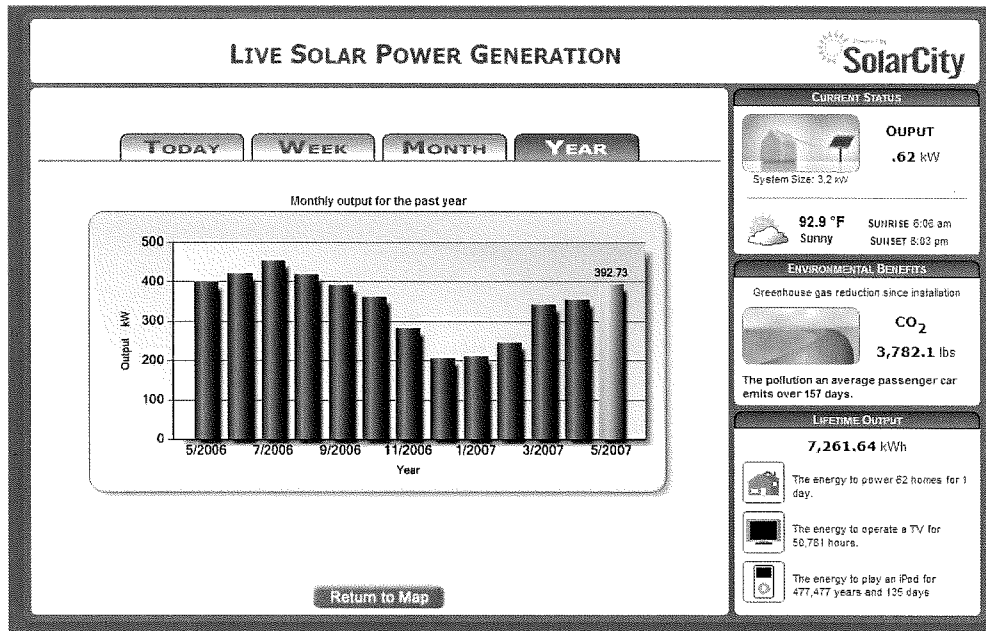 LIVE SOLAR POWER GENERATION
SolarCity
TODAY
WEEK
MONTH
YEAR
Monthly output for the past year
500
400
300
200
100
0
Output kW
392.73
5/2006
7/2006
9/2006
11/2006
1/2007
3/2007
5/2007
Year
Return to Map
CURRENT STATUS
OUPUT
.62 kW
System Size: 3.2 kW
92.9 °F
Sunny
SUNRISE 6:06 am
SUNSET 8:03 pm
ENVIRONMENTAL BENEFITS
Greenhouse gas reduction since installation
CO2
3,782.1 lbs
The pollution an average passenger car
emits over 157 days.
LIFETIME OUTPUT
7,261.64 kWh
The energy to power 62 homes for 1
day.
The energy to operate a TV for
50,781 hours.
The energy to play an iPod for
477,477 years and 135 days